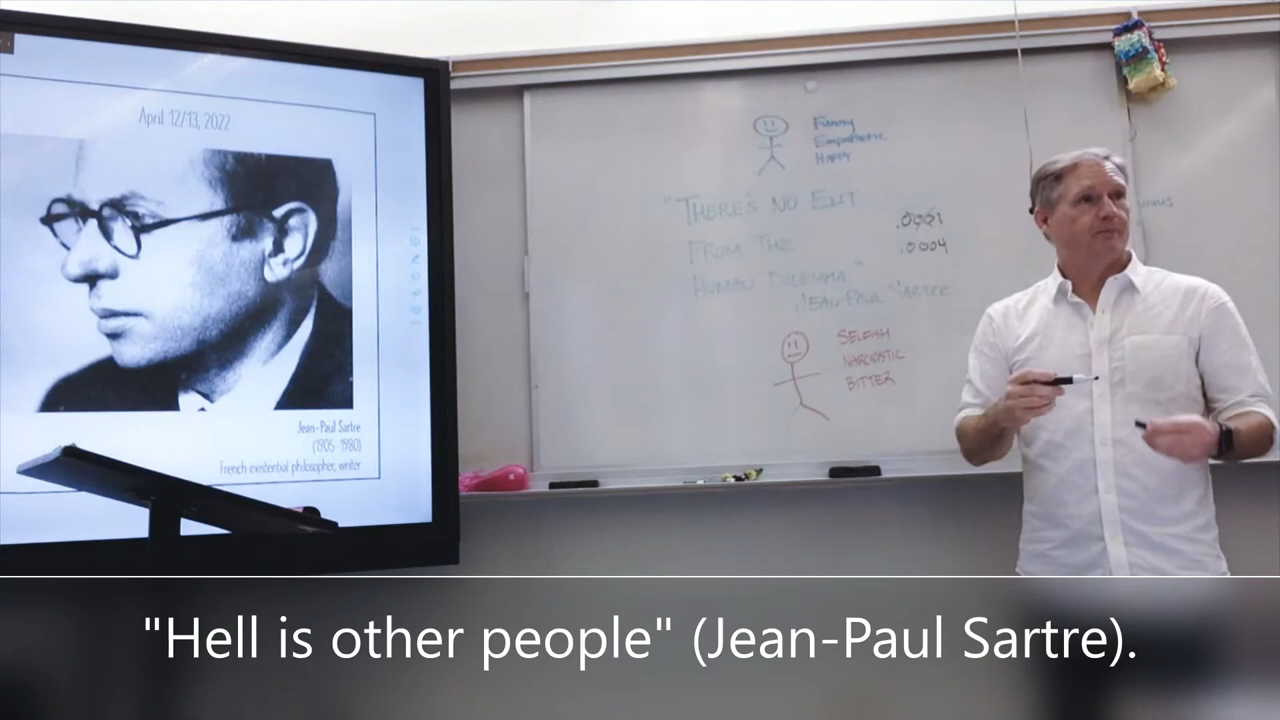 April 12/13, 2022
Jean-Paul Sartre
(1905-1980)
French existential philosopher, writer
Funny
Empathetic
HAPPY
"THERE'S NO EXIT
FROM THE
HUMAN DILEMMA"
JEAN-PAUL SARTRE
.0001
.0004
SELFISH
BITTER
"Hell is other people" (Jean-Paul Sartre).